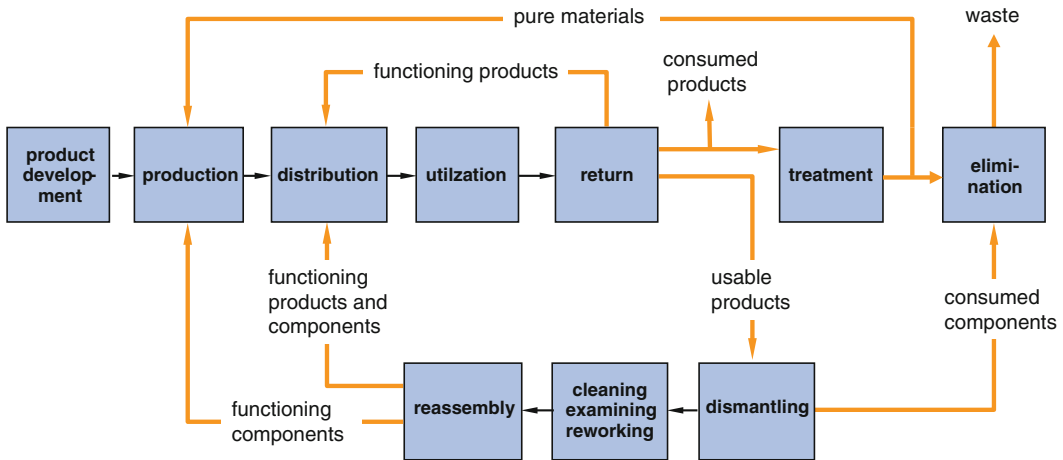 pure materials
waste
functioning products
consumed
products
product
develop-
ment
production
distribution
utilzation
return
treatment
elimi-
nation
functioning
products and
components
usable
products
consumed
components
reassembly
cleaning
examining
reworking
dismantling
functioning
components